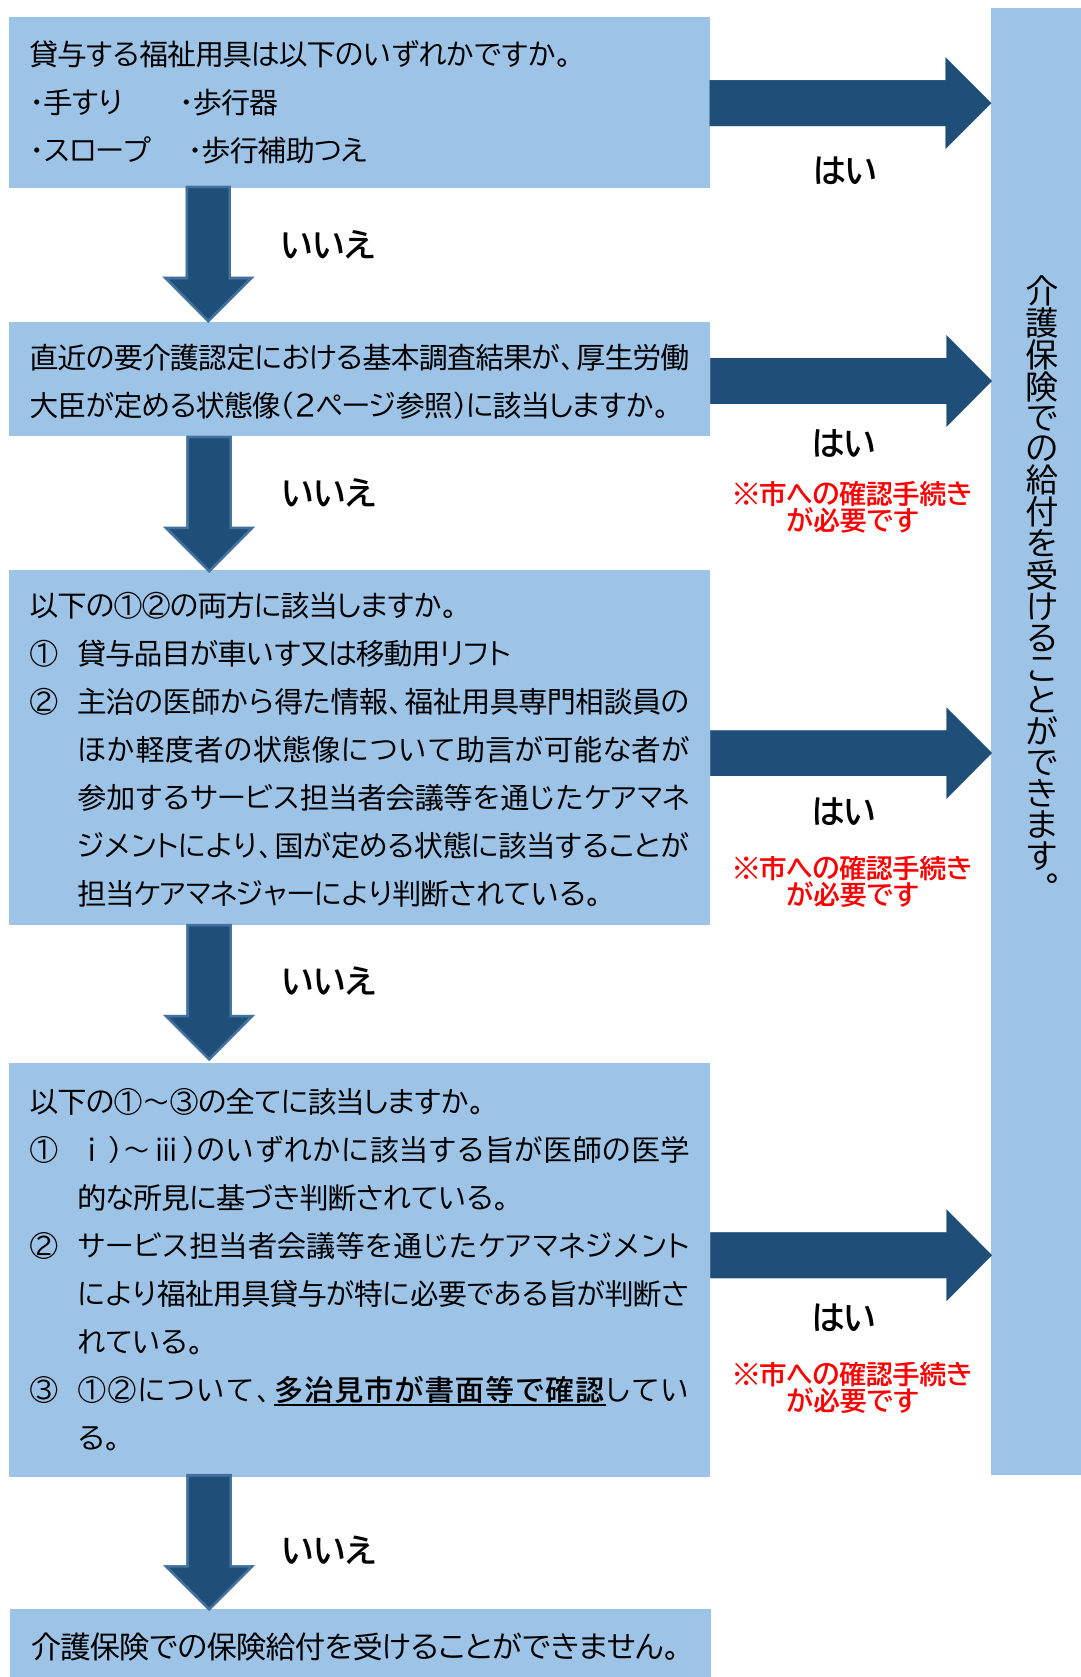 貸与する福祉用具は以下のいずれかですか。
・手すり　　・歩行器
・スロープ　・歩行補助つえ
はい
いいえ
直近の要介護認定における基本調査結果が、厚生労働
大臣が定める状態像（２ページ参照）に該当しますか。
はい
※市への確認手続き
が必要です
いいえ
以下の①②の両方に該当しますか。
①　貸与品目が車いす又は移動用リフト
②　主治の医師から得た情報、福祉用具専門相談員の
ほか軽度者の状態像について助言が可能な者が
参加するサービス担当者会議等を通じたケアマネ
ジメントにより、国が定める状態に該当することが
担当ケアマネジャーにより判断されている。
はい
※市への確認手続き
が必要です
いいえ
以下の①～③の全てに該当しますか。
①　ⅰ）～ⅲ）のいずれかに該当する旨が医師の医学
的な所見に基づき判断されている。
②　サービス担当者会議等を通じたケアマネジメント
により福祉用具貸与が特に必要である旨が判断さ
れている。
③　①②について、多治見市が書面等で確認してい
る。
はい
※市への確認手続き
が必要です
いいえ
介護保険での保険給付を受けることができません。
介護保険での給付を受けることができます。